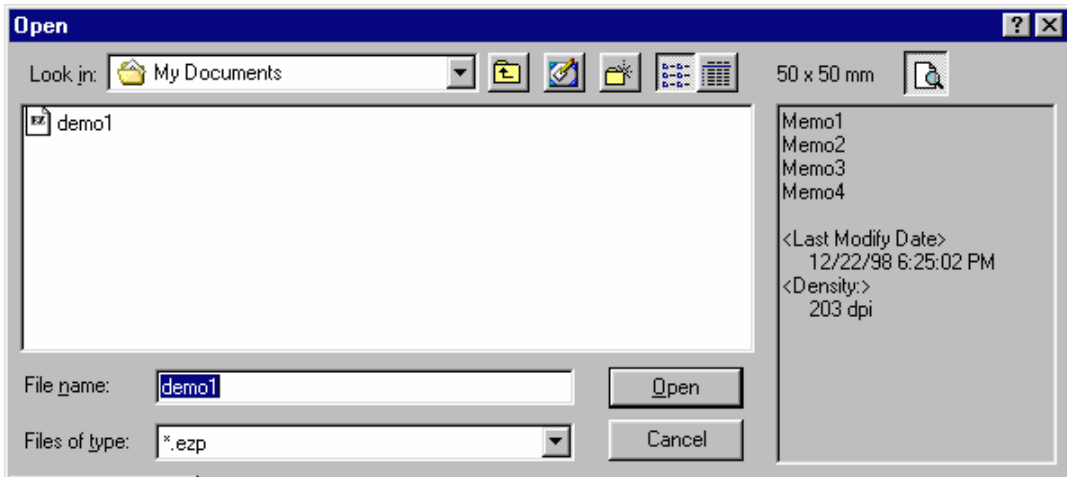 Open
Look in: My Documents
50 x 50 mm
EZ demo1
Memo1
Memo2
Memo3
Memo4
<Last Modify Date>
12/22/98 6:25:02 PM
<Density:>
203 dpi
File name: demo1
Open
Files of type: *.ezp
Cancel